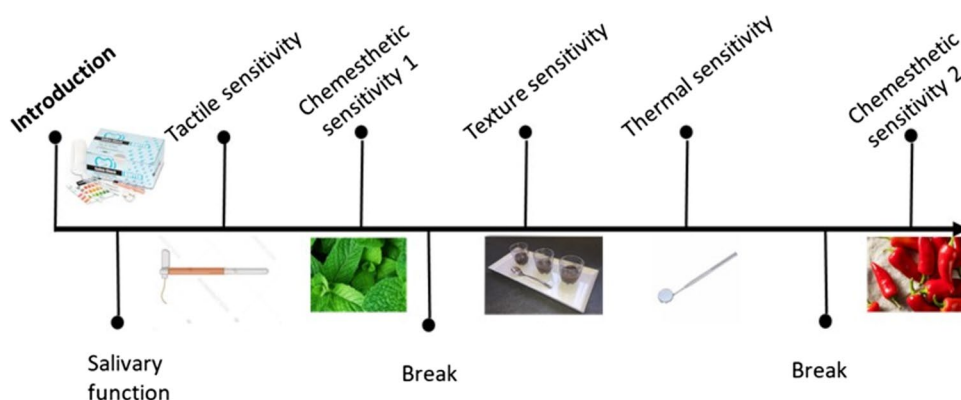 Introduction
Tactile sensitivity
Chemesthetic
sensitivity 1
Texture sensitivity
Thermal sensitivity
Chemesthetic
sensitivity 2
Salivary
function
Break
Break